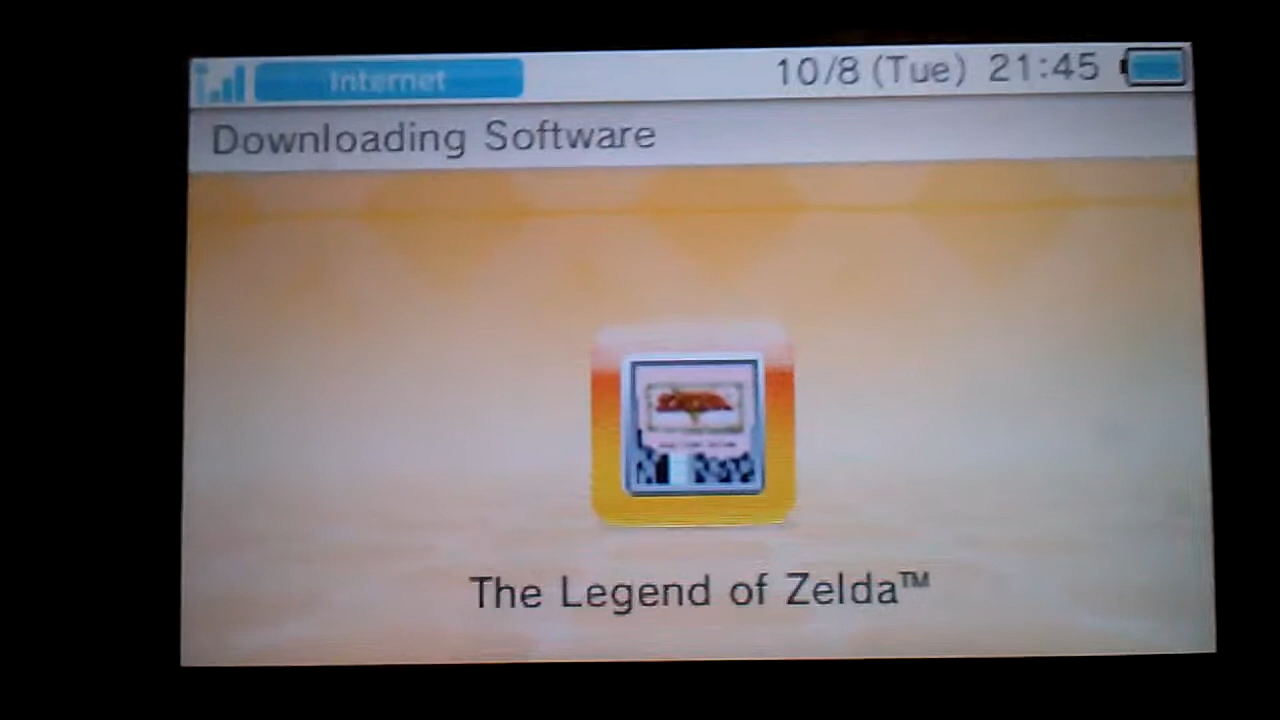 Internet
10/8 (Tue) 21:45
Downloading Software
The Legend of Zelda™